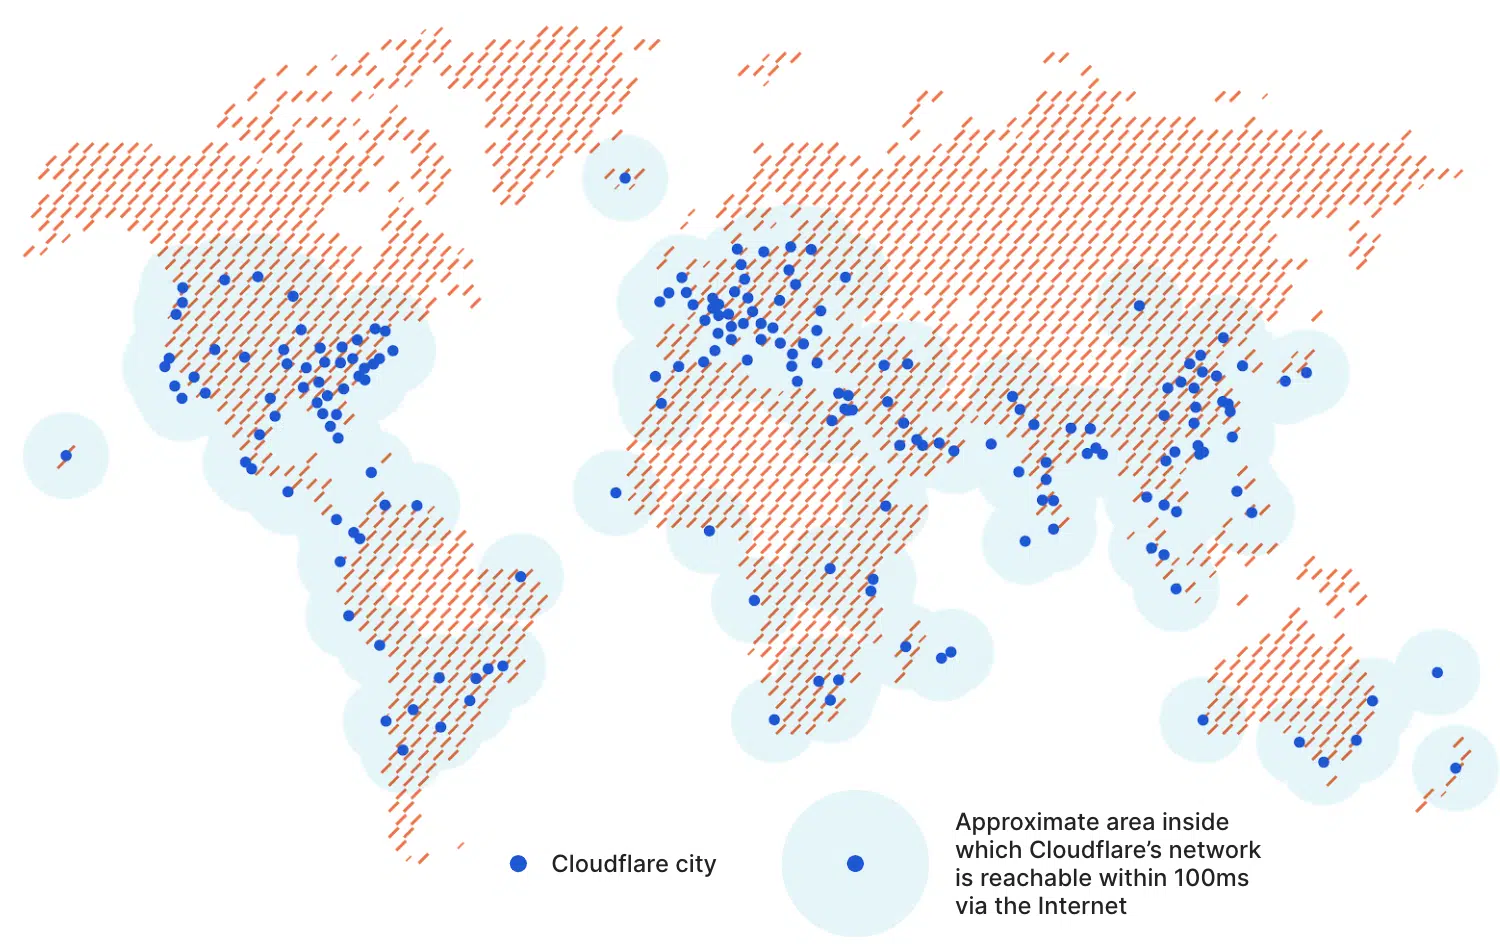 Cloudflare city
Approximate area inside
which Cloudflare’s network
is reachable within 100ms
via the Internet